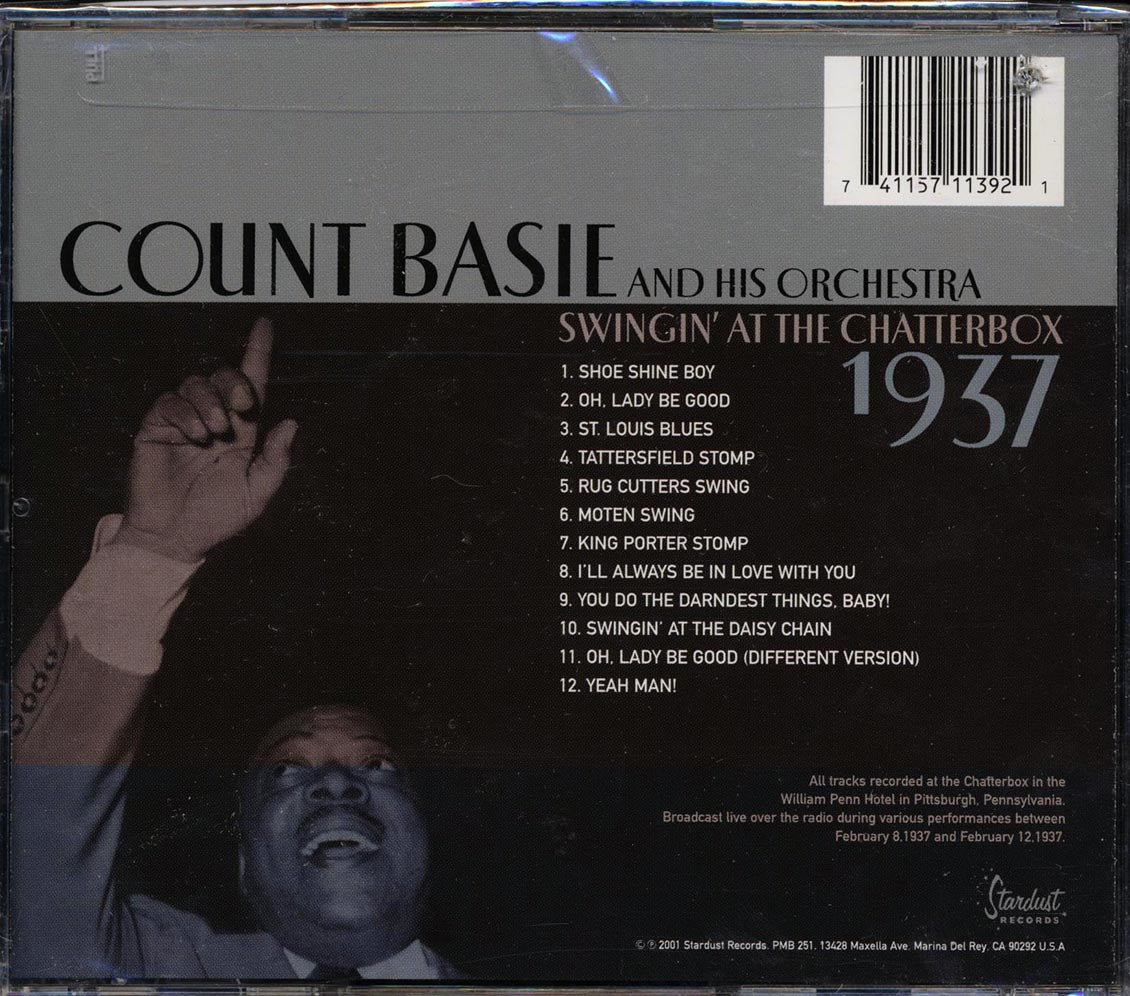 PULL
7 41157 11392 1
COUNT BASIE AND HIS ORCHESTRA
SWINGIN' AT THE CHATTERBOX
1937
1. SHOE SHINE BOY
2. OH, LADY BE GOOD
3. ST. LOUIS BLUES
4. TATTERSFIELD STOMP
5. RUG CUTTERS SWING
6. MOTEN SWING
7. KING PORTER STOMP
8. I'LL ALWAYS BE IN LOVE WITH YOU
9. YOU DO THE DARNDEST THINGS, BABY!
10. SWINGIN' AT THE DAISY CHAIN
11. OH, LADY BE GOOD (DIFFERENT VERSION)
12. YEAH MAN!
All tracks recorded at the Chatterbox in the
William Penn Hotel in Pittsburgh, Pennsylvania.
Broadcast live over the radio during various performances between
February 8,1937 and February 12,1937.
Stardust
RECORDS
© ℗ 2001 Stardust Records. PMB 251. 13428 Maxella Ave. Marina Del Rey. CA 90292 U.S.A